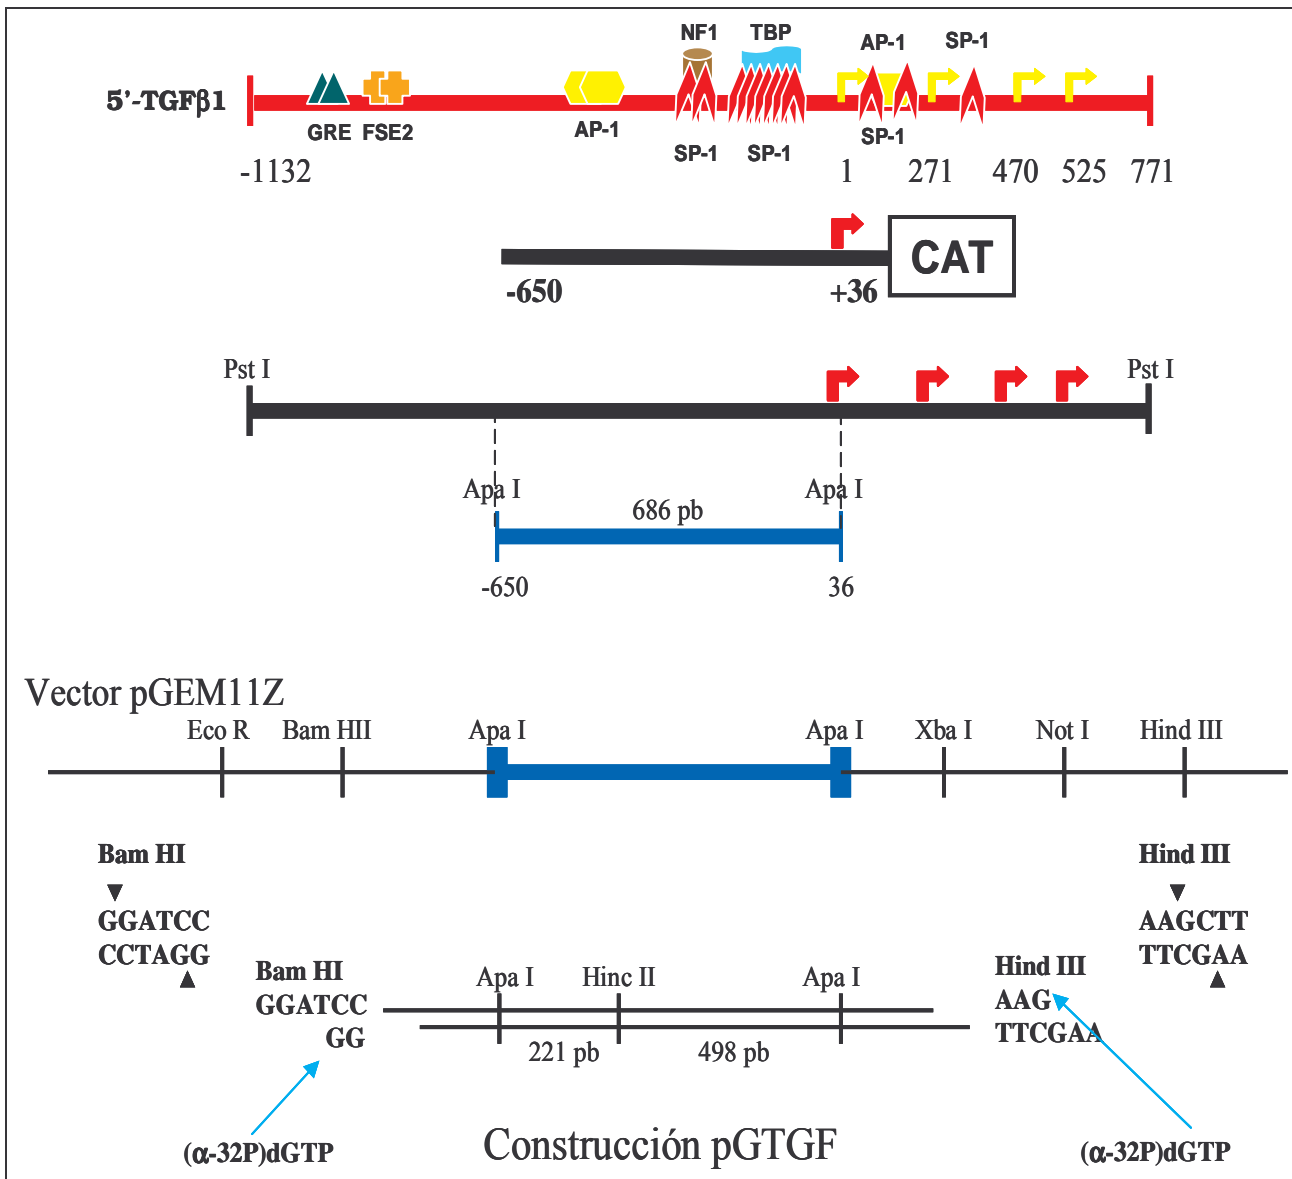 NF1 TBP
AP-1 SP-1
5’-TGFβ1
GRE FSE2 AP-1 SP-1 SP-1 SP-1
-1132 1 271 470 525 771
CAT
-650 +36
Pst I Pst I
Apa I Apa I
686 pb
-650 36
Vector pGEM11Z
Eco R Bam HII Apa I Apa I Xba I Not I Hind III
Bam HI Hind III
GGATCC AAGCTT
CCTAGG TTCGAA
Bam HI Apa I Hinc II Apa I Hind III
GGATCC AAG
GG TTCGAA
221 pb 498 pb
(α-32P)dGTP Construcción pGTGF (α-32P)dGTP